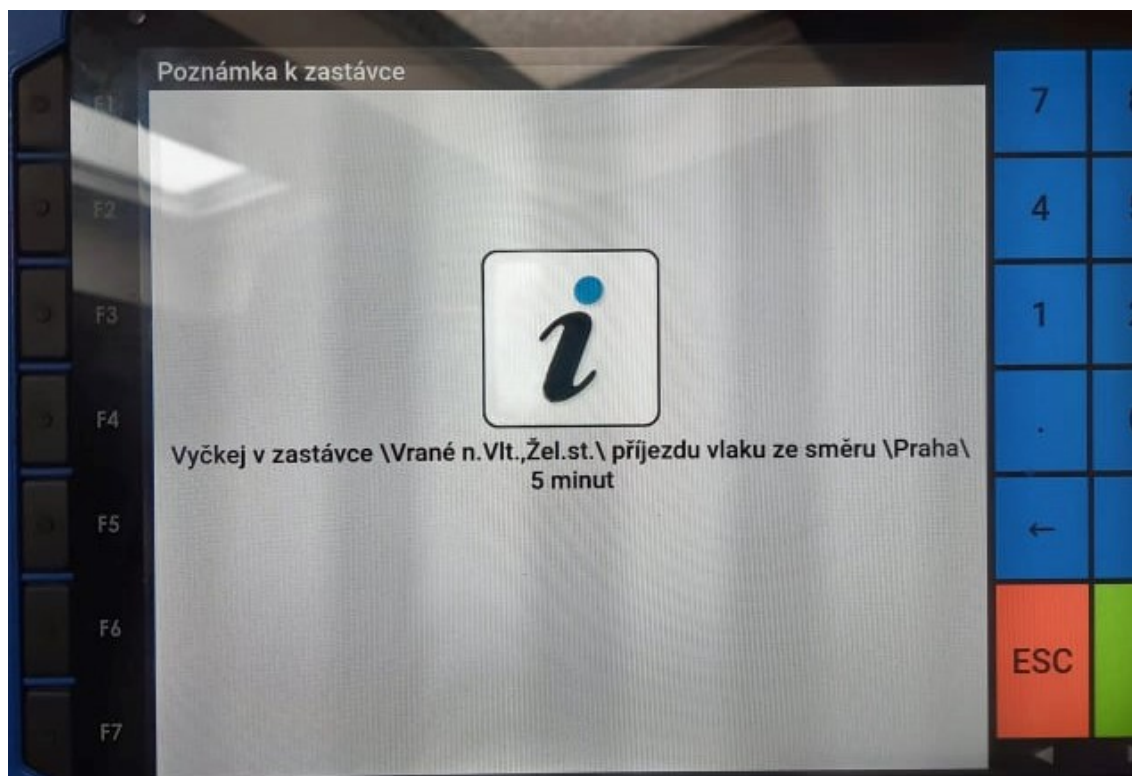 Poznámka k zastávce
i
Vyčkej v zastávce \Vrané n.Vlt.,Žel.st.\ příjezdu vlaku ze směru \Praha\
5 minut
F1
F2
F3
F4
F5
F6
F7
7
4
1
.
←
ESC